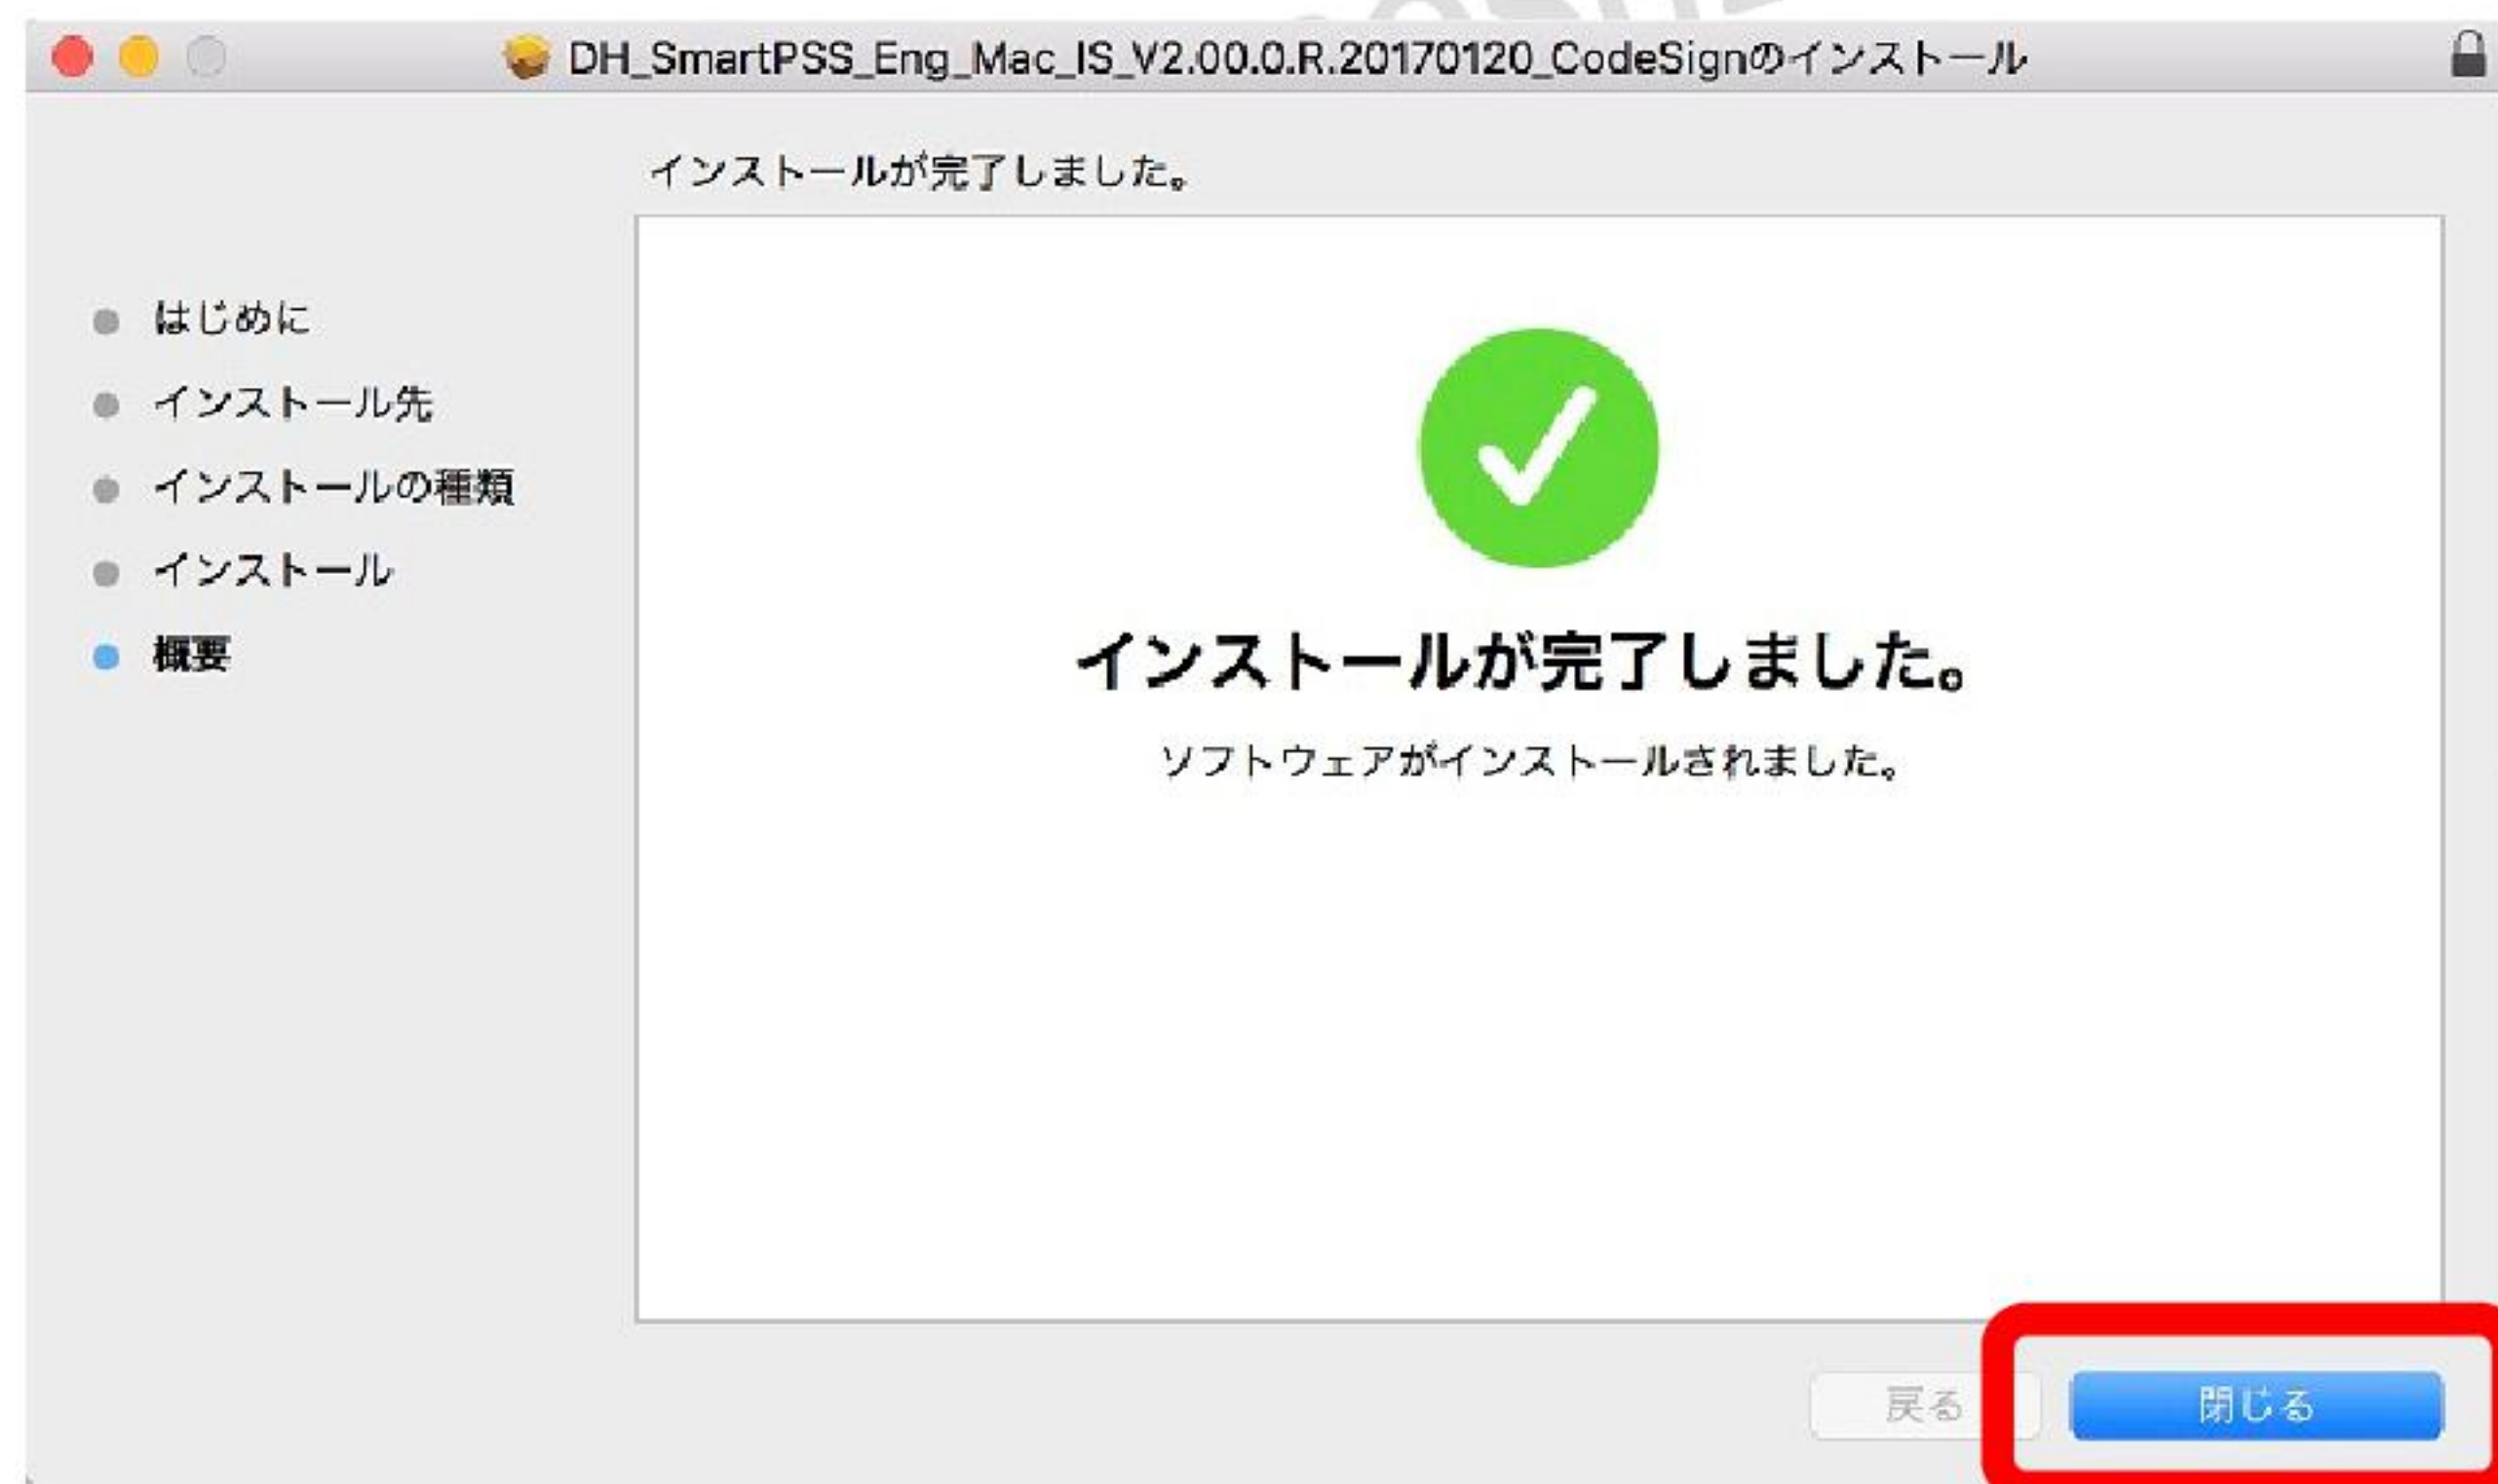 DH_SmartPSS_Eng_Mac_IS_V2.00.0.R.20170120_CodeSignのインストール
インストールが完了しました。
はじめに
インストール先
インストールの種類
インストール
概要
インストールが完了しました。
ソフトウェアがインストールされました。
戻る
閉じる